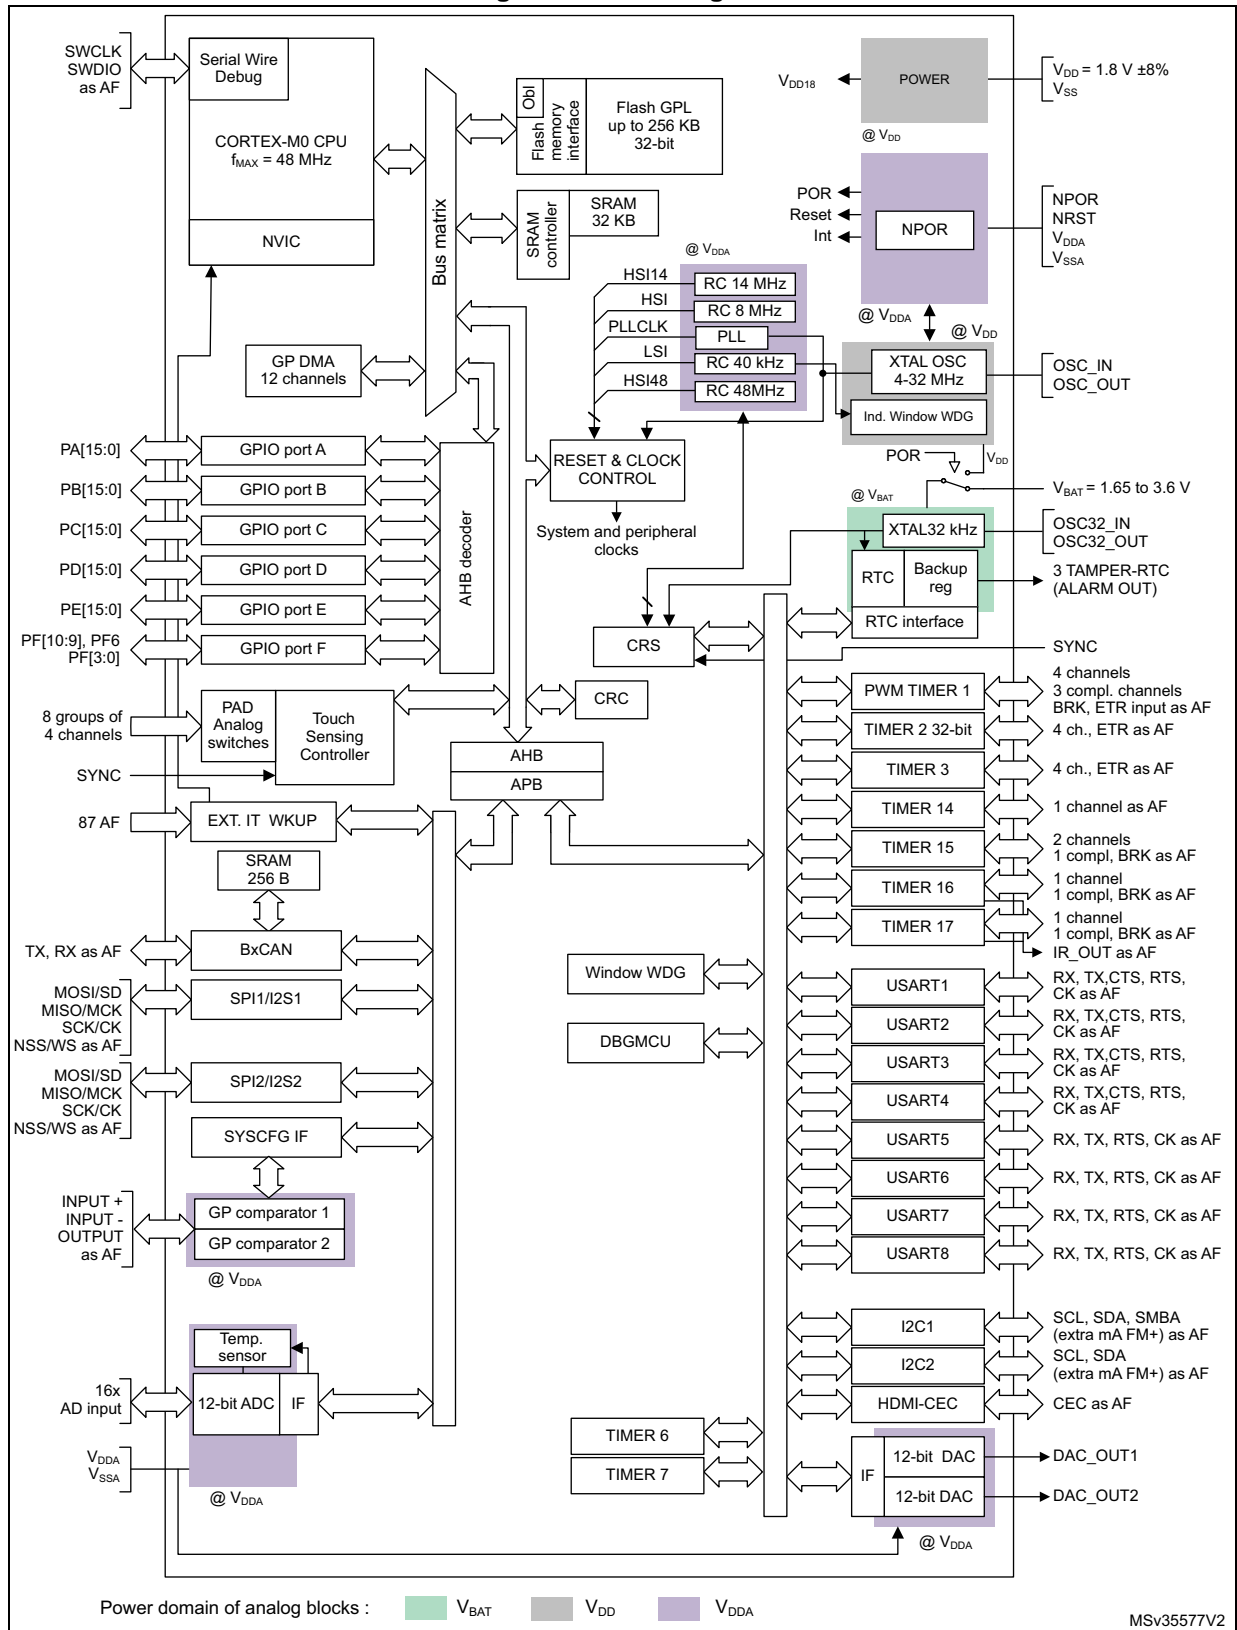 SWCLK
SWDIO
as AF
Serial Wire
Debug
CORTEX-M0 CPU
fMAX = 48 MHz
NVIC
Bus matrix
Obl
Flash
memory
interface
Flash GPL
up to 256 KB
32-bit
SRAM
controller
SRAM
32 KB
VDD18
POWER
VDD = 1.8 V ±8%
VSS
@ VDD
POR
Reset
Int
NPOR
NPOR
NRST
VDDA
VSSA
@ VDDA
@ VDDA
@ VDD
HSI14
HSI
PLLCLK
LSI
HSI48
RC 14 MHz
RC 8 MHz
PLL
RC 40 kHz
RC 48MHz
XTAL OSC
4-32 MHz
Ind. Window WDG
OSC_IN
OSC_OUT
GP DMA
12 channels
PA[15:0]
GPIO port A
PB[15:0]
GPIO port B
PC[15:0]
GPIO port C
PD[15:0]
GPIO port D
PE[15:0]
GPIO port E
PF[10:9], PF6
PF[3:0]
GPIO port F
AHB decoder
RESET & CLOCK
CONTROL
System and peripheral
clocks
POR
VDD
VBAT = 1.65 to 3.6 V
@ VBAT
XTAL32 kHz
OSC32_IN
OSC32_OUT
RTC
Backup
reg
RTC interface
3 TAMPER-RTC
(ALARM OUT)
CRS
SYNC
8 groups of
4 channels
PAD
Analog
switches
Touch
Sensing
Controller
SYNC
CRC
AHB
APB
87 AF
EXT. IT WKUP
SRAM
256 B
TX, RX as AF
BxCAN
MOSI/SD
MISO/MCK
SCK/CK
NSS/WS as AF
SPI1/I2S1
MOSI/SD
MISO/MCK
SCK/CK
NSS/WS as AF
SPI2/I2S2
SYSCFG IF
INPUT +
INPUT -
OUTPUT
as AF
GP comparator 1
GP comparator 2
@ VDDA
Temp.
sensor
16x
AD input
12-bit ADC
IF
VDDA
VSSA
@ VDDA
Window WDG
DBGMCU
TIMER 6
TIMER 7
PWM TIMER 1
4 channels
3 compl. channels
BRK, ETR input as AF
TIMER 2 32-bit
4 ch., ETR as AF
TIMER 3
4 ch., ETR as AF
TIMER 14
1 channel as AF
TIMER 15
2 channels
1 compl, BRK as AF
TIMER 16
1 channel
1 compl, BRK as AF
TIMER 17
1 channel
1 compl, BRK as AF
IR_OUT as AF
USART1
RX, TX,CTS, RTS,
CK as AF
USART2
RX, TX,CTS, RTS,
CK as AF
USART3
RX, TX,CTS, RTS,
CK as AF
USART4
RX, TX,CTS, RTS,
CK as AF
USART5
RX, TX, RTS, CK as AF
USART6
RX, TX, RTS, CK as AF
USART7
RX, TX, RTS, CK as AF
USART8
RX, TX, RTS, CK as AF
I2C1
SCL, SDA, SMBA
(extra mA FM+) as AF
I2C2
SCL, SDA
(extra mA FM+) as AF
HDMI-CEC
CEC as AF
IF
12-bit DAC
DAC_OUT1
12-bit DAC
DAC_OUT2
@ VDDA
Power domain of analog blocks :
VBAT
VDD
VDDA
MSv35577V2